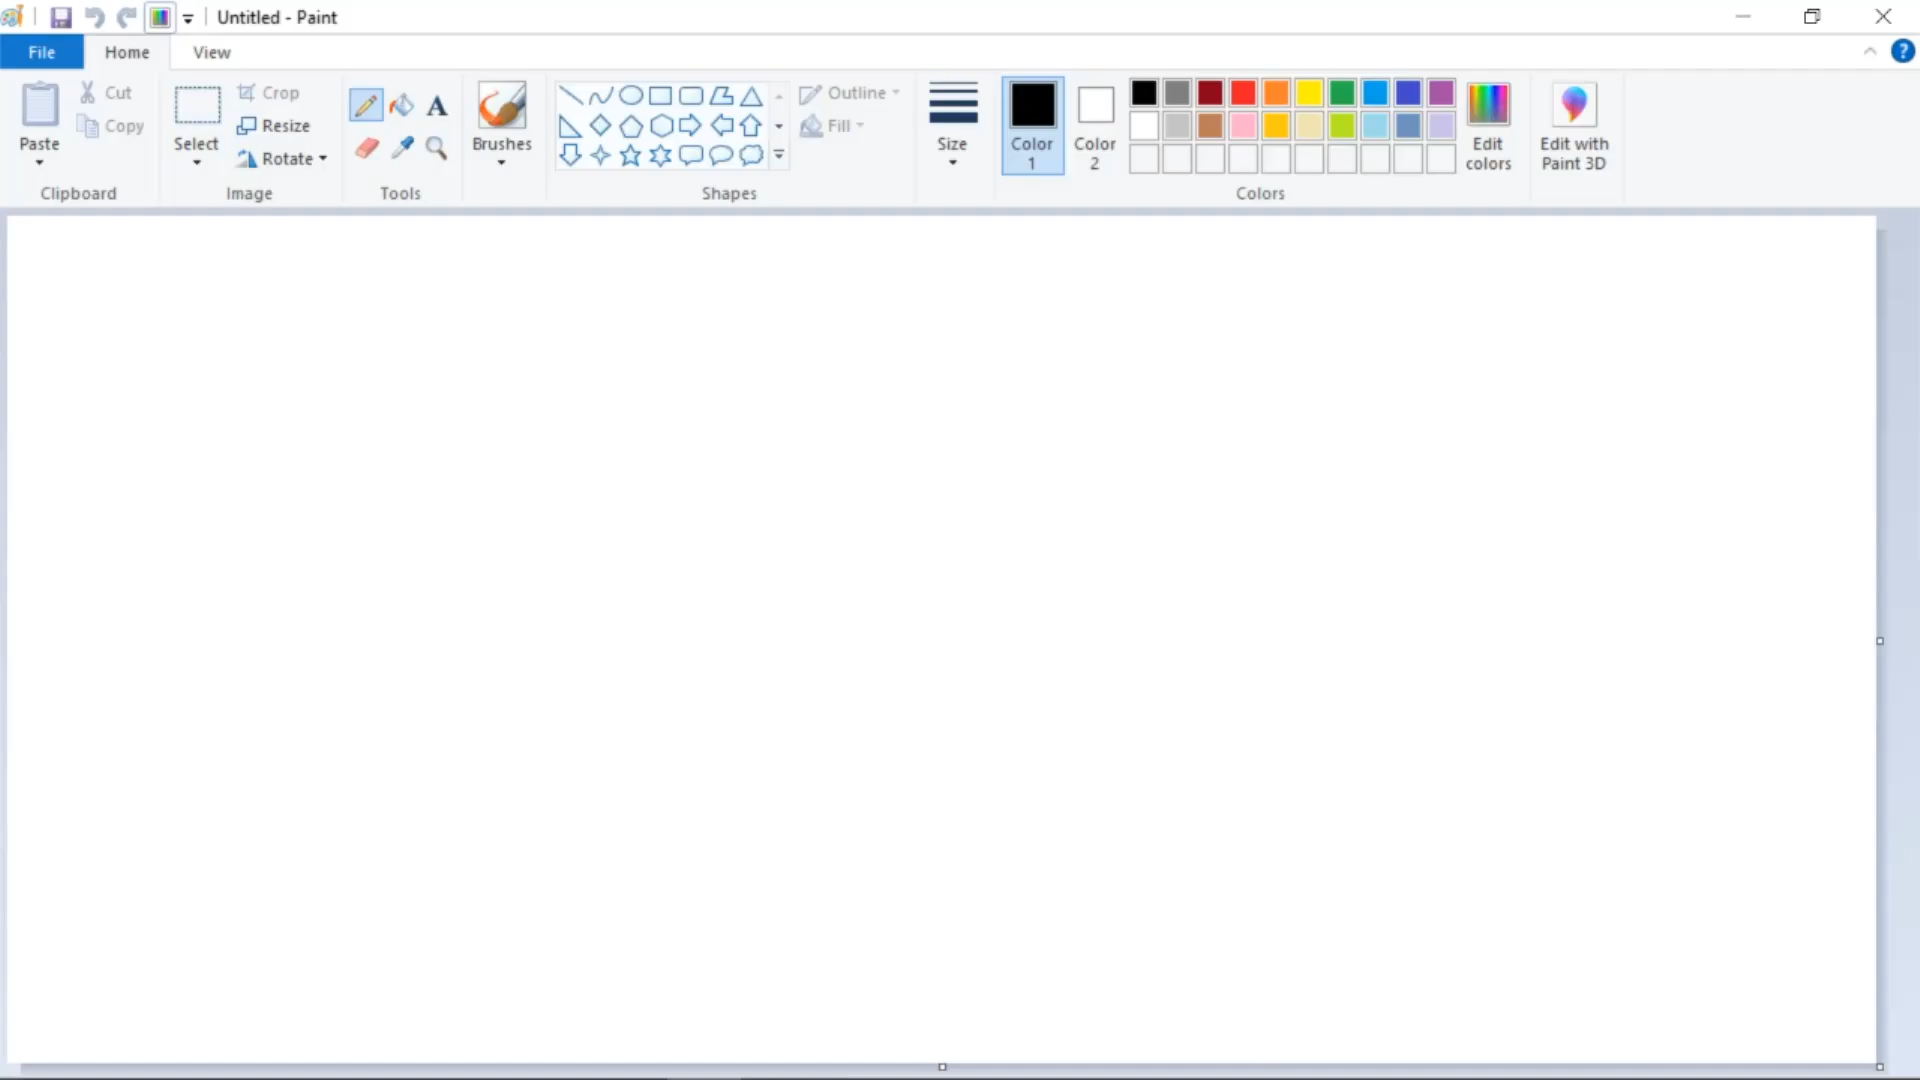 Untitled - Paint
File Home View
Paste Cut Copy
Clipboard
Select Crop Resize Rotate
Image
A
Tools
Brushes
Outline Fill
Shapes
Size
Color 1
Color 2
Edit colors
Colors
Edit with Paint 3D
?